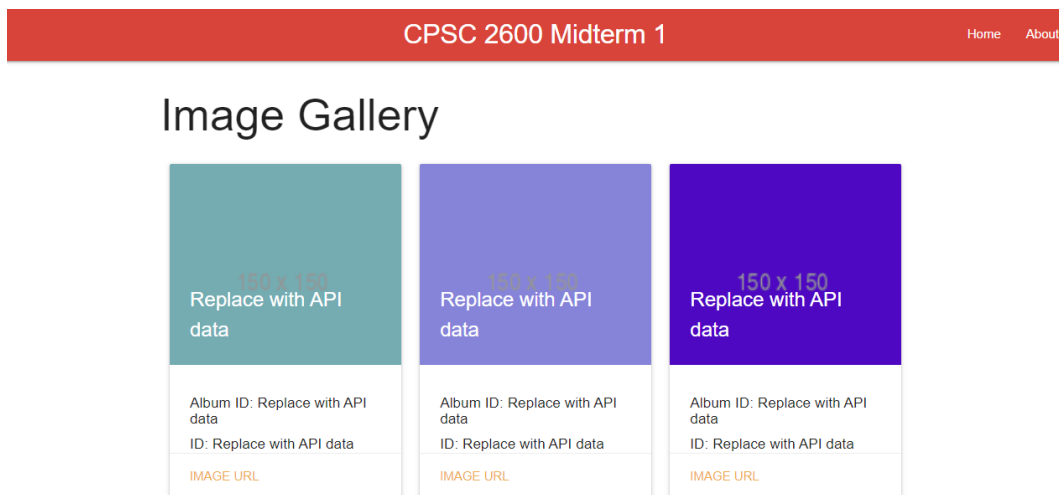 CPSC 2600 Midterm 1
Home About
Image Gallery
150 x 150
Replace with API
data
Album ID: Replace with API
data
ID: Replace with API data
IMAGE URL
150 x 150
Replace with API
data
Album ID: Replace with API
data
ID: Replace with API data
IMAGE URL
150 x 150
Replace with API
data
Album ID: Replace with API
data
ID: Replace with API data
IMAGE URL